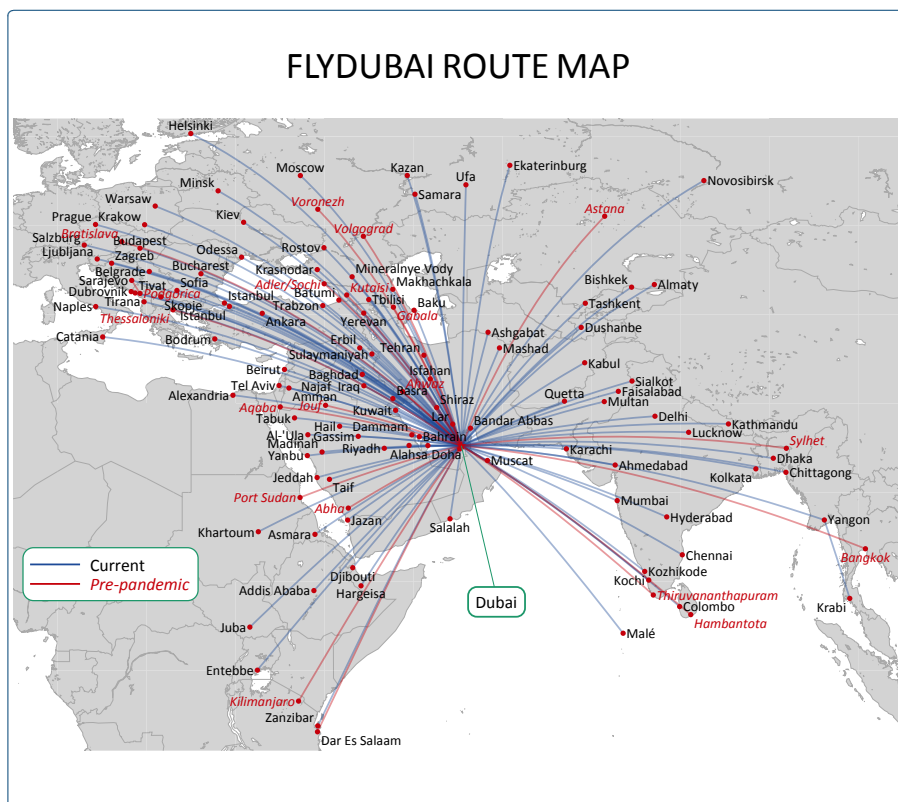 FLYDUBAI ROUTE MAP
Helsinki
Moscow
Kazan
Ufa
Ekaterinburg
Novosibirsk
Minsk
Samara
Warsaw
Voronezh
Astana
Prague
Krakow
Kiev
Volgograd
Bratislava
Salzburg
Budapest
Ljubljana
Zagreb
Odessa
Rostov
Belgrade
Bucharest
Krasnodar
Mineralnye Vody
Sarajevo
Tivat
Sofia
Adler/Sochi
Kutaisi
Makhachkala
Bishkek
Almaty
Dubrovnik
Podgorica
Batumi
Tbilisi
Naples
Tirana
Skopje
Istanbul
Trabzon
Baku
Tashkent
Thessaloniki
Istanbul
Ankara
Yerevan
Gabala
Catania
Bodrum
Erbil
Tehran
Ashgabat
Dushanbe
Sulaymaniyah
Mashad
Beirut
Baghdad
Isfahan
Kabul
Tel Aviv
Najaf
Iraq
Ahwaz
Sialkot
Alexandria
Amman
Basra
Quetta
Faisalabad
Aqaba
Jouf
Kuwait
Shiraz
Multan
Tabuk
Lar
Bandar Abbas
Delhi
Kathmandu
Hail
Dammam
Lucknow
Al-'Ula
Gassim
Bahrain
Sylhet
Madinah
Riyadh
Alahsa
Doha
Karachi
Dhaka
Yanbu
Muscat
Ahmedabad
Kolkata
Chittagong
Jeddah
Taif
Port Sudan
Mumbai
Abha
Jazan
Hyderabad
Yangon
Khartoum
Asmara
Salalah
Chennai
Bangkok
Current
Pre-pandemic
Djibouti
Kozhikode
Addis Ababa
Hargeisa
Kochi
Thiruvananthapuram
Dubai
Colombo
Krabi
Hambantota
Juba
Malé
Entebbe
Kilimanjaro
Zanzibar
Dar Es Salaam